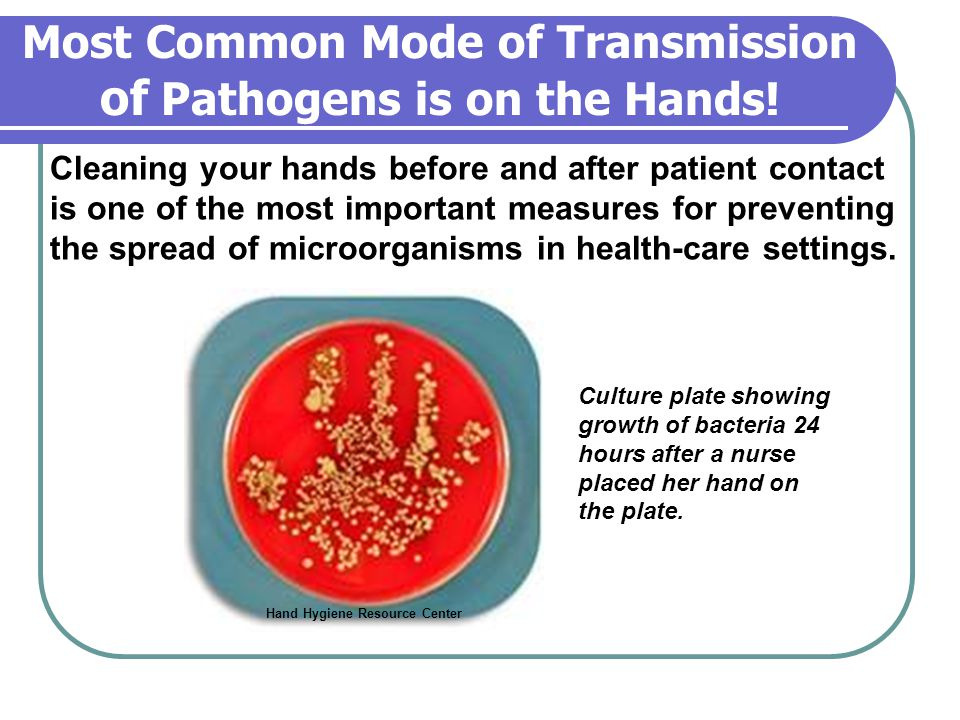 Most Common Mode of Transmission
of Pathogens is on the Hands!
Cleaning your hands before and after patient contact
is one of the most important measures for preventing
the spread of microorganisms in health-care settings.
Culture plate showing
growth of bacteria 24
hours after a nurse
placed her hand on
the plate.
Hand Hygiene Resource Center